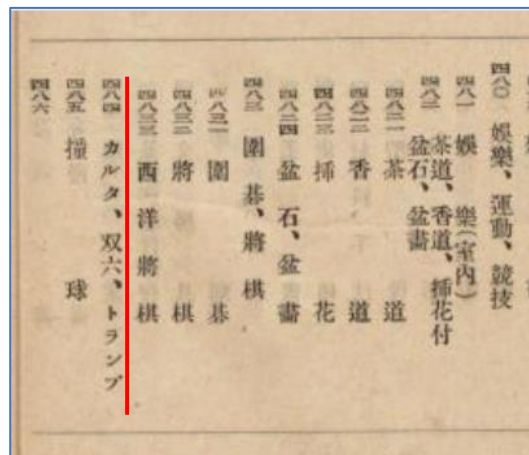 四八〇 娯樂、運動、競技
四八一 娯樂(室内)
四八二 茶道、香道、揷花付
盆石、盆畵
四八二一 茶道
四八二二 香道
四八二三 揷花
四八二四 盆石、盆畵
四八三 圍碁、將棋
四八三一 圍碁
四八三二 將棋
四八三三 西洋將棋
四八四 カルタ、双六、トランプ
四八五 撞球
四八六